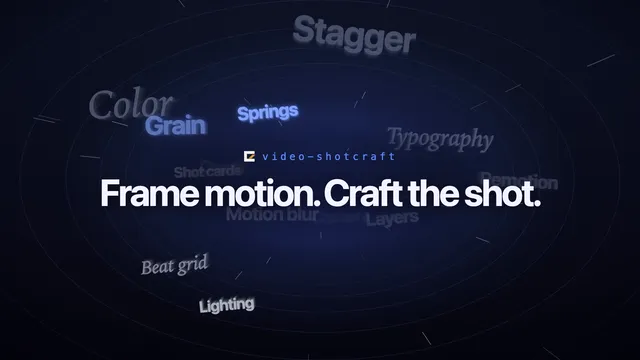 Stagger
Color
Grain
Springs
Typography
video-shotcraft
Shot cards
Remotion
Frame motion. Craft the shot.
Motion blur
Layers
Beat grid
Lighting